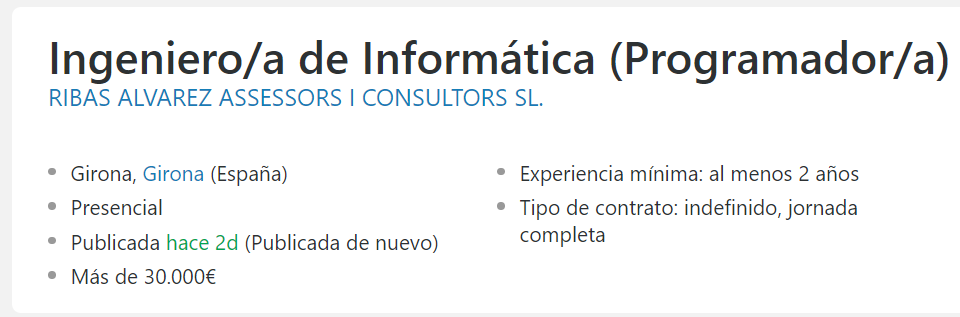 Ingeniero/a de Informática (Programador/a)
RIBAS ALVAREZ ASSESSORS I CONSULTORS SL.
Girona, Girona (España)
Presencial
Publicada hace 2d (Publicada de nuevo)
Más de 30.000€
Experiencia mínima: al menos 2 años
Tipo de contrato: indefinido, jornada
completa